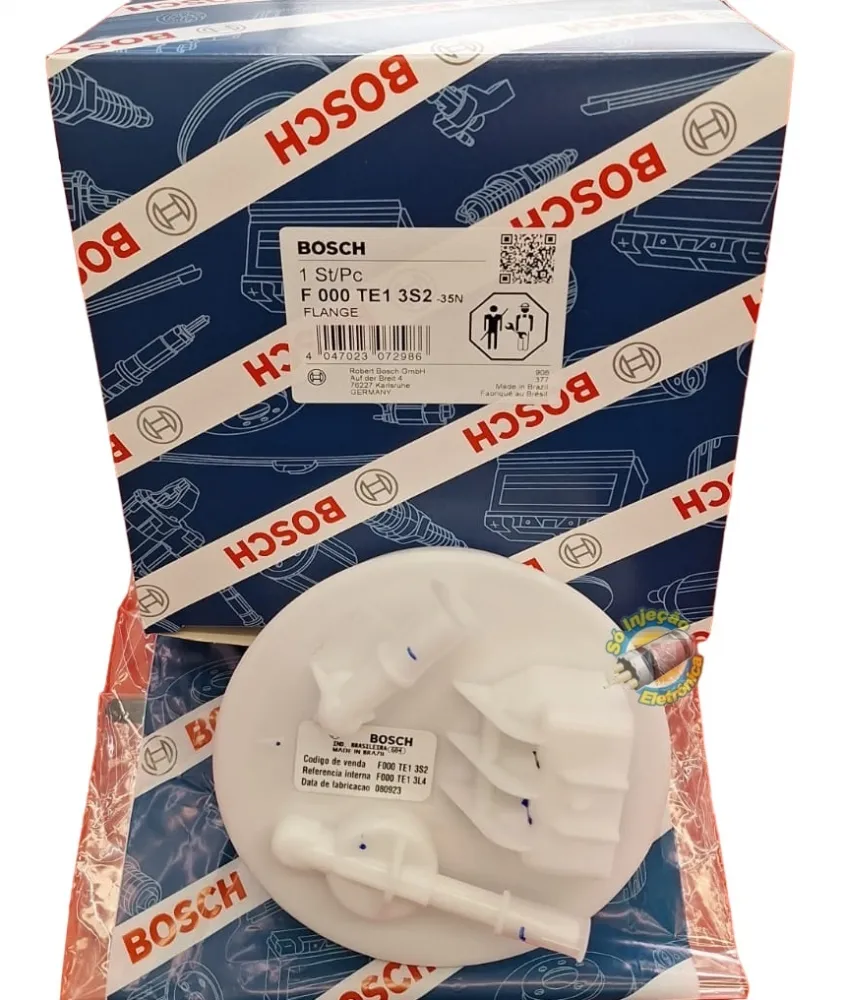 BOSCH
BOSCH
BOSCH
BOSCH
BOSCH
1 St/Pc
F 000 TE1 3S2 -35N
FLANGE
4 047023 072986
Robert Bosch GmbH
Auf der Breit 4
76227 Karlsruhe
GERMANY
908
377
Made in Brazil
Fabriqué au Brésil
BOSCH
BOSCH
BOSCH
Só Injeção
Eletrônica
BOSCH
IND. BRASILEIRA
MADE IN BRAZIL
Codigo de venda F000 TE1 3S2
Referencia interna F000 TE1 3L4
Data de fabricacao 080923
BOSCH
BOSCH